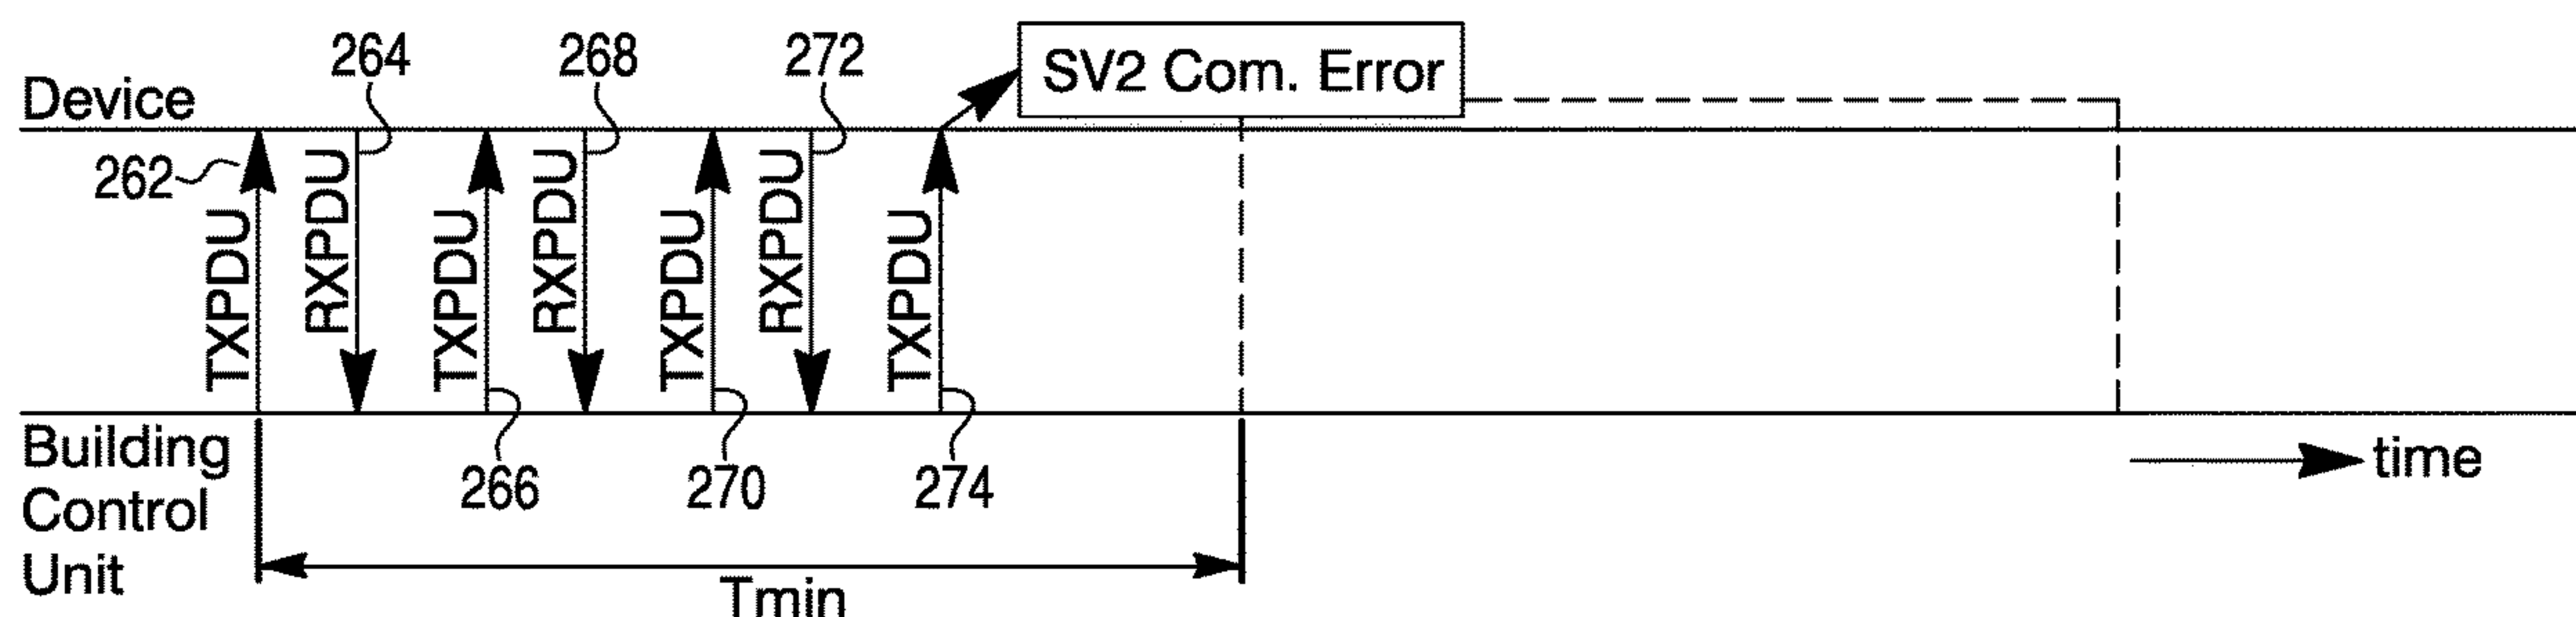 264
268
272
SV2 Com. Error
Device
262
TXPDU
RXPDU
TXPDU
RXPDU
TXPDU
RXPDU
TXPDU
Building
Control
Unit
266
270
274
time
Tmin